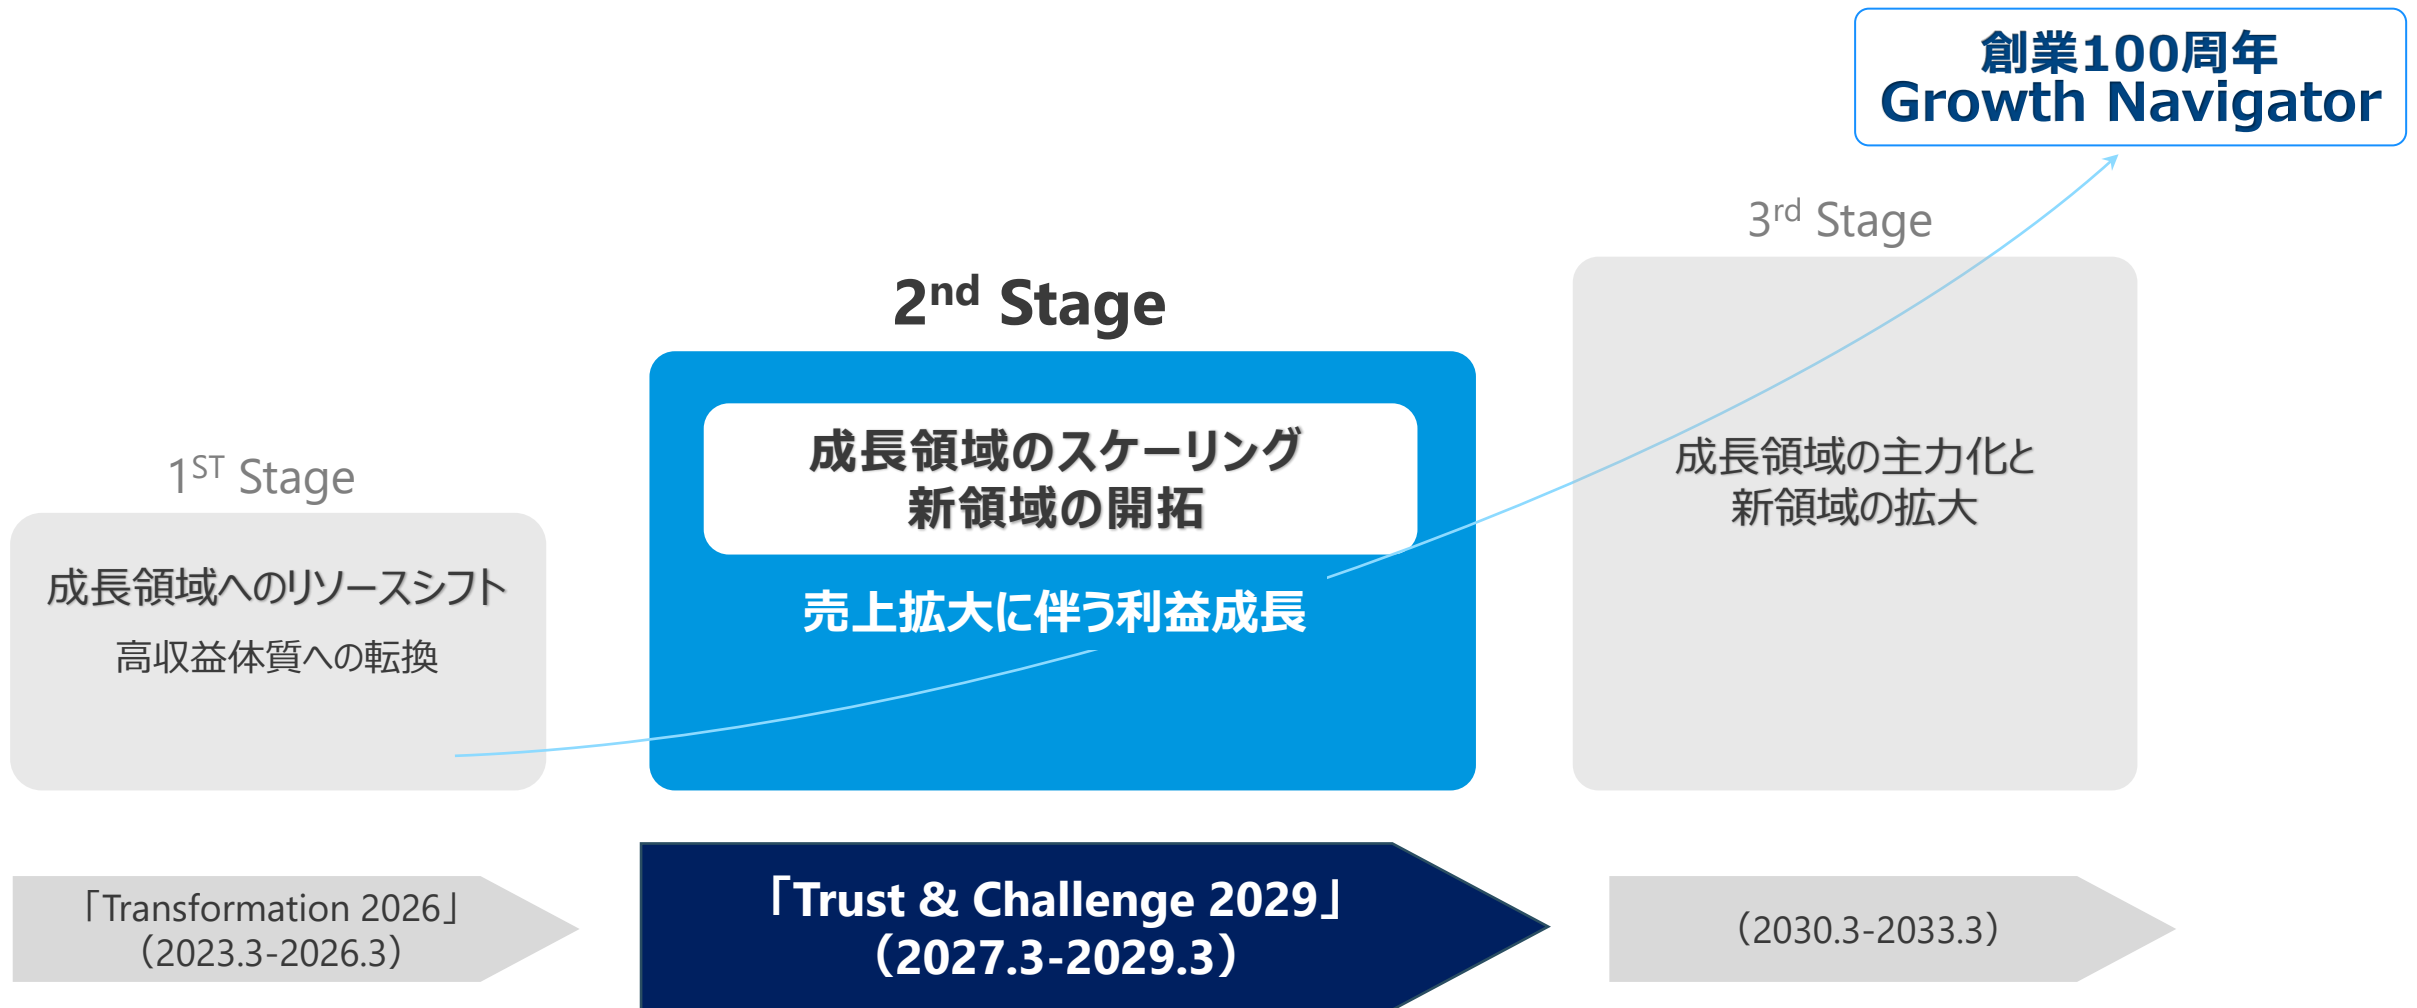 創業100周年
Growth Navigator
3rd Stage
2nd Stage
成長領域のスケーリング
新領域の開拓
売上拡大に伴う利益成長
成長領域の主力化と
新領域の拡大
1ST Stage
成長領域へのリソースシフト
高収益体質への転換
「Transformation 2026」
（2023.3-2026.3）
「Trust & Challenge 2029」
（2027.3-2029.3）
（2030.3-2033.3）